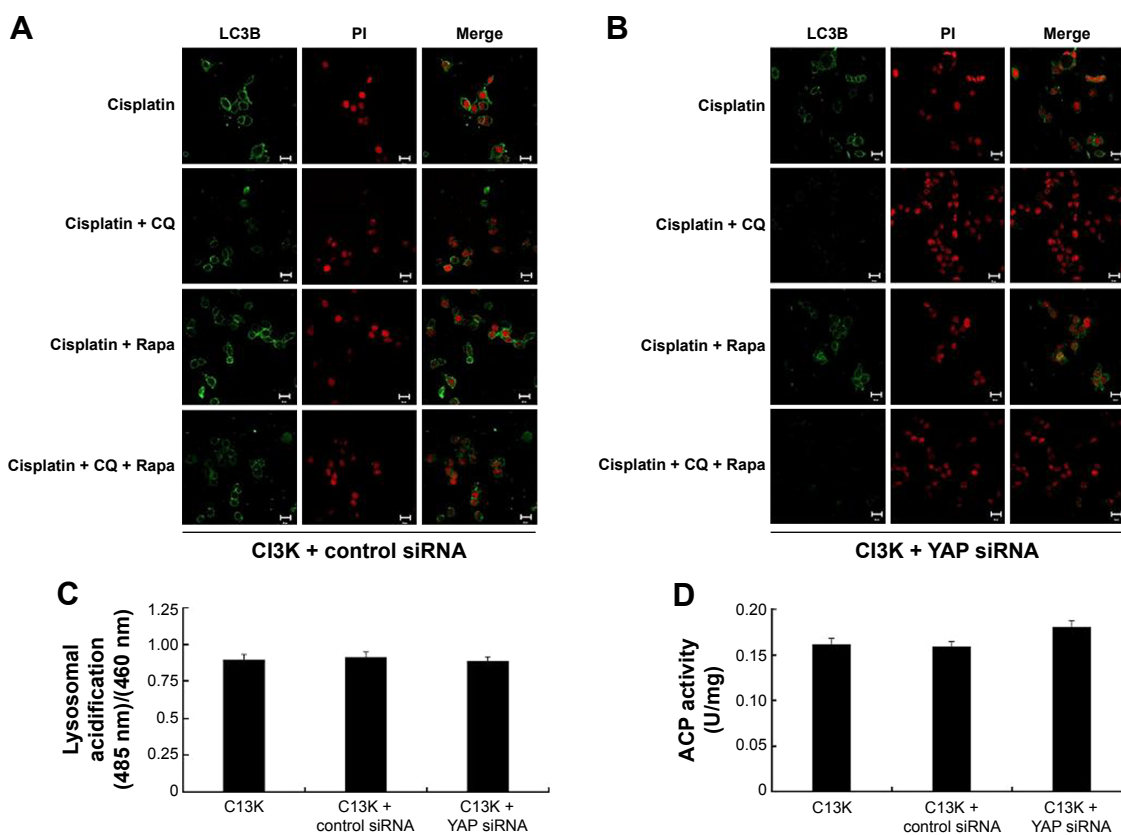 A
LC3B PI Merge
Cisplatin
Cisplatin + CQ
Cisplatin + Rapa
Cisplatin + CQ + Rapa
CI3K + control siRNA
B
LC3B PI Merge
Cisplatin
Cisplatin + CQ
Cisplatin + Rapa
Cisplatin + CQ + Rapa
CI3K + YAP siRNA
C
Lysosomal
acidification
(485 nm)/(460 nm)
1.25
1.00
0.75
0.5
0.25
0
C13K C13K + C13K +
control siRNA YAP siRNA
D
ACP activity
(U/mg)
0.20
0.15
0.10
0.05
0
C13K C13K + C13K +
control siRNA YAP siRNA